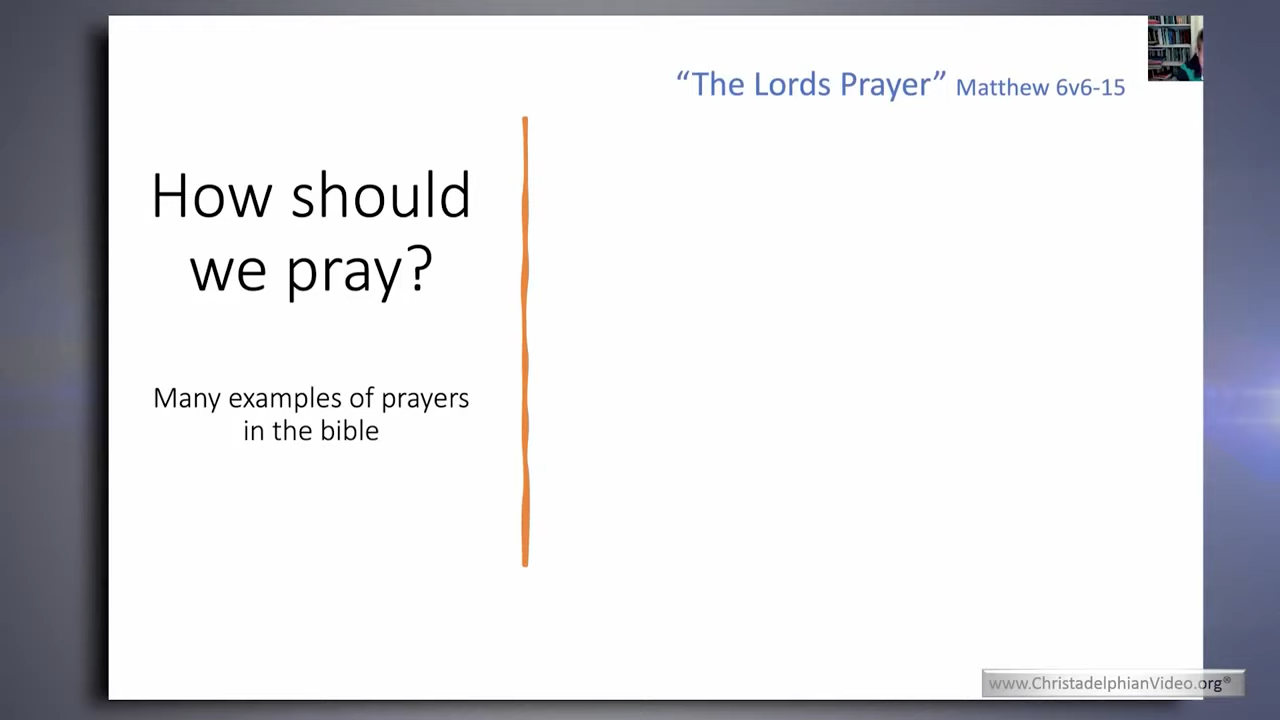 “The Lords Prayer” Matthew 6v6-15
How should
we pray?
Many examples of prayers
in the bible
www.ChristadelphianVideo.org®